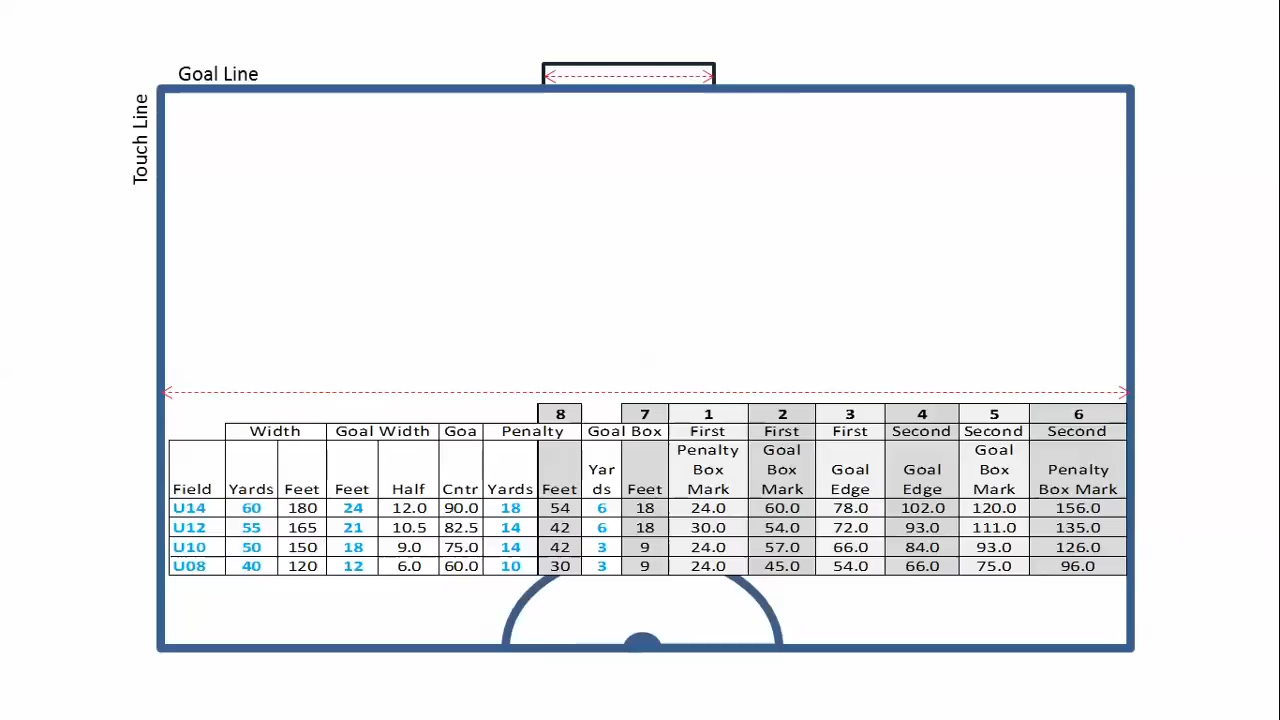 Goal Line
Touch Line
8 7 1 2 3 4 5 6
Width Goal Width Goa Penalty Goal Box First First First Second Second Second
Penalty Goal Goal
Yar Box Box Goal Goal Box Penalty
Field Yards Feet Feet Half Cntr Yards Feet ds Feet Mark Mark Edge Edge Mark Box Mark
U14 60 180 24 12.0 90.0 18 54 6 18 24.0 60.0 78.0 102.0 120.0 156.0
U12 55 165 21 10.5 82.5 14 42 6 18 30.0 54.0 72.0 93.0 111.0 135.0
U10 50 150 18 9.0 75.0 14 42 3 9 24.0 57.0 66.0 84.0 93.0 126.0
U08 40 120 12 6.0 60.0 10 30 3 9 24.0 45.0 54.0 66.0 75.0 96.0